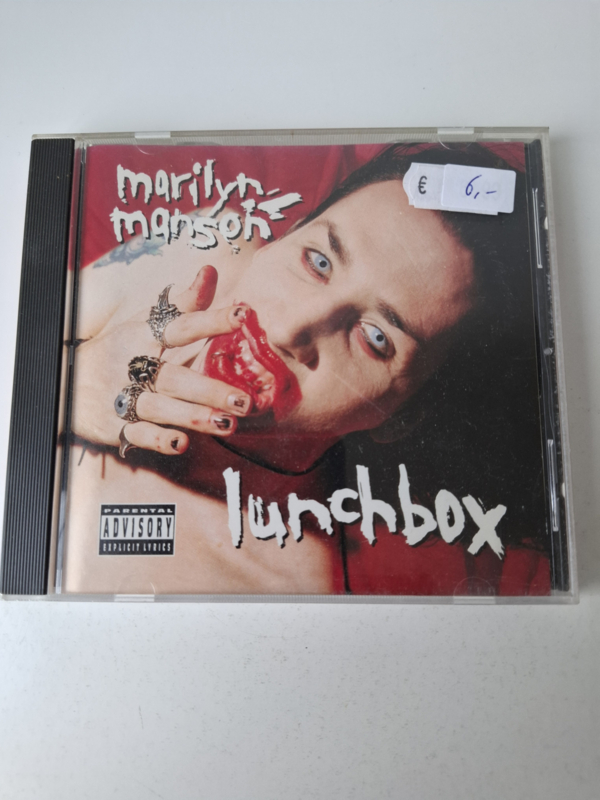 marilyn
manson
€ 6,-
lunchbox
PARENTAL
ADVISORY
EXPLICIT LYRICS